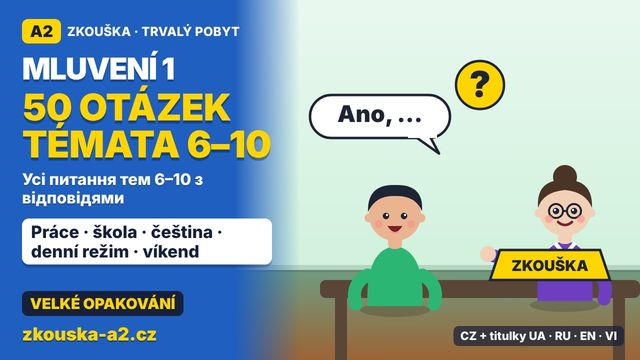 A2 ZKOUŠKA · TRVALÝ POBYT
MLUVENÍ 1
50 OTÁZEK
TÉMATA 6–10
Усі питання тем 6–10 з
відповідями
Práce · škola · čeština ·
denní režim · víkend
VELKÉ OPAKOVÁNÍ
zkouska-a2.cz
?
Ano, ...
ZKOUŠKA
CZ + titulky UA · RU · EN · VI